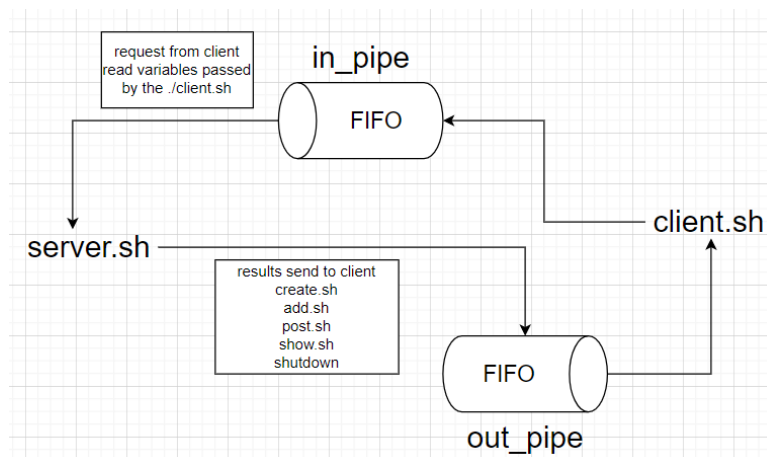 request from client
read variables passed
by the ./client.sh
in_pipe
FIFO
client.sh
server.sh
results send to client
create.sh
add.sh
post.sh
show.sh
shutdown
FIFO
out_pipe